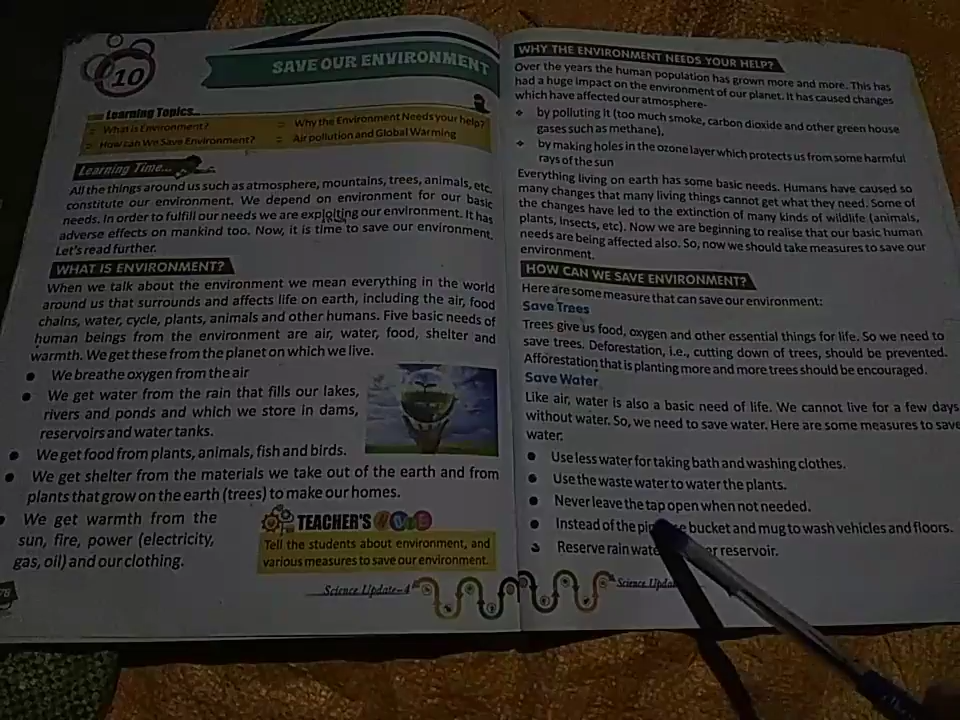 10
SAVE OUR ENVIRONMENT
Learning Topics...
What is Environment?
Why the Environment Needs your help?
How can We Save Environment?
Air pollution and Global Warming
Learning Time...
All the things around us such as atmosphere, mountains, trees, animals, etc.
constitute our environment. We depend on environment for our basic
needs. In order to fulfill our needs we are exploiting our environment. It has
adverse effects on mankind too. Now, it is time to save our environment.
Let's read further.
WHAT IS ENVIRONMENT?
When we talk about the environment we mean everything in the world
around us that surrounds and affects life on earth, including the air, food
chains, water, cycle, plants, animals and other humans. Five basic needs of
human beings from the environment are air, water, food, shelter and
warmth. We get these from the planet on which we live.
We breathe oxygen from the air
We get water from the rain that fills our lakes,
rivers and ponds and which we store in dams,
reservoirs and water tanks.
We get food from plants, animals, fish and birds.
We get shelter from the materials we take out of the earth and from
plants that grow on the earth (trees) to make our homes.
We get warmth from the
sun, fire, power (electricity,
gas, oil) and our clothing.
TEACHER'S NOTE
Tell the students about environment, and
various measures to save our environment.
Science Update-4
WHY THE ENVIRONMENT NEEDS YOUR HELP?
Over the years the human population has grown more and more. This has
had a huge impact on the environment of our planet. It has caused changes
which have affected our atmosphere-
by polluting it (too much smoke, carbon dioxide and other green house
gases such as methane),
by making holes in the ozone layer which protects us from some harmful
rays of the sun
Everything living on earth has some basic needs. Humans have caused so
many changes that many living things cannot get what they need. Some of
the changes have led to the extinction of many kinds of wildlife (animals,
plants, insects, etc). Now we are beginning to realise that our basic human
needs are being affected also. So, now we should take measures to save our
environment.
HOW CAN WE SAVE ENVIRONMENT?
Here are some measure that can save our environment:
Save Trees
Trees give us food, oxygen and other essential things for life. So we need to
save trees. Deforestation, i.e., cutting down of trees, should be prevented.
Afforestation that is planting more and more trees should be encouraged.
Save Water
Like air, water is also a basic need of life. We cannot live for a few days
without water. So, we need to save water. Here are some measures to save
water.
Use less water for taking bath and washing clothes.
Use the waste water to water the plants.
Never leave the tap open when not needed.
Instead of the bucket and mug to wash vehicles and floors.
Reserve rain reservoir.
Science